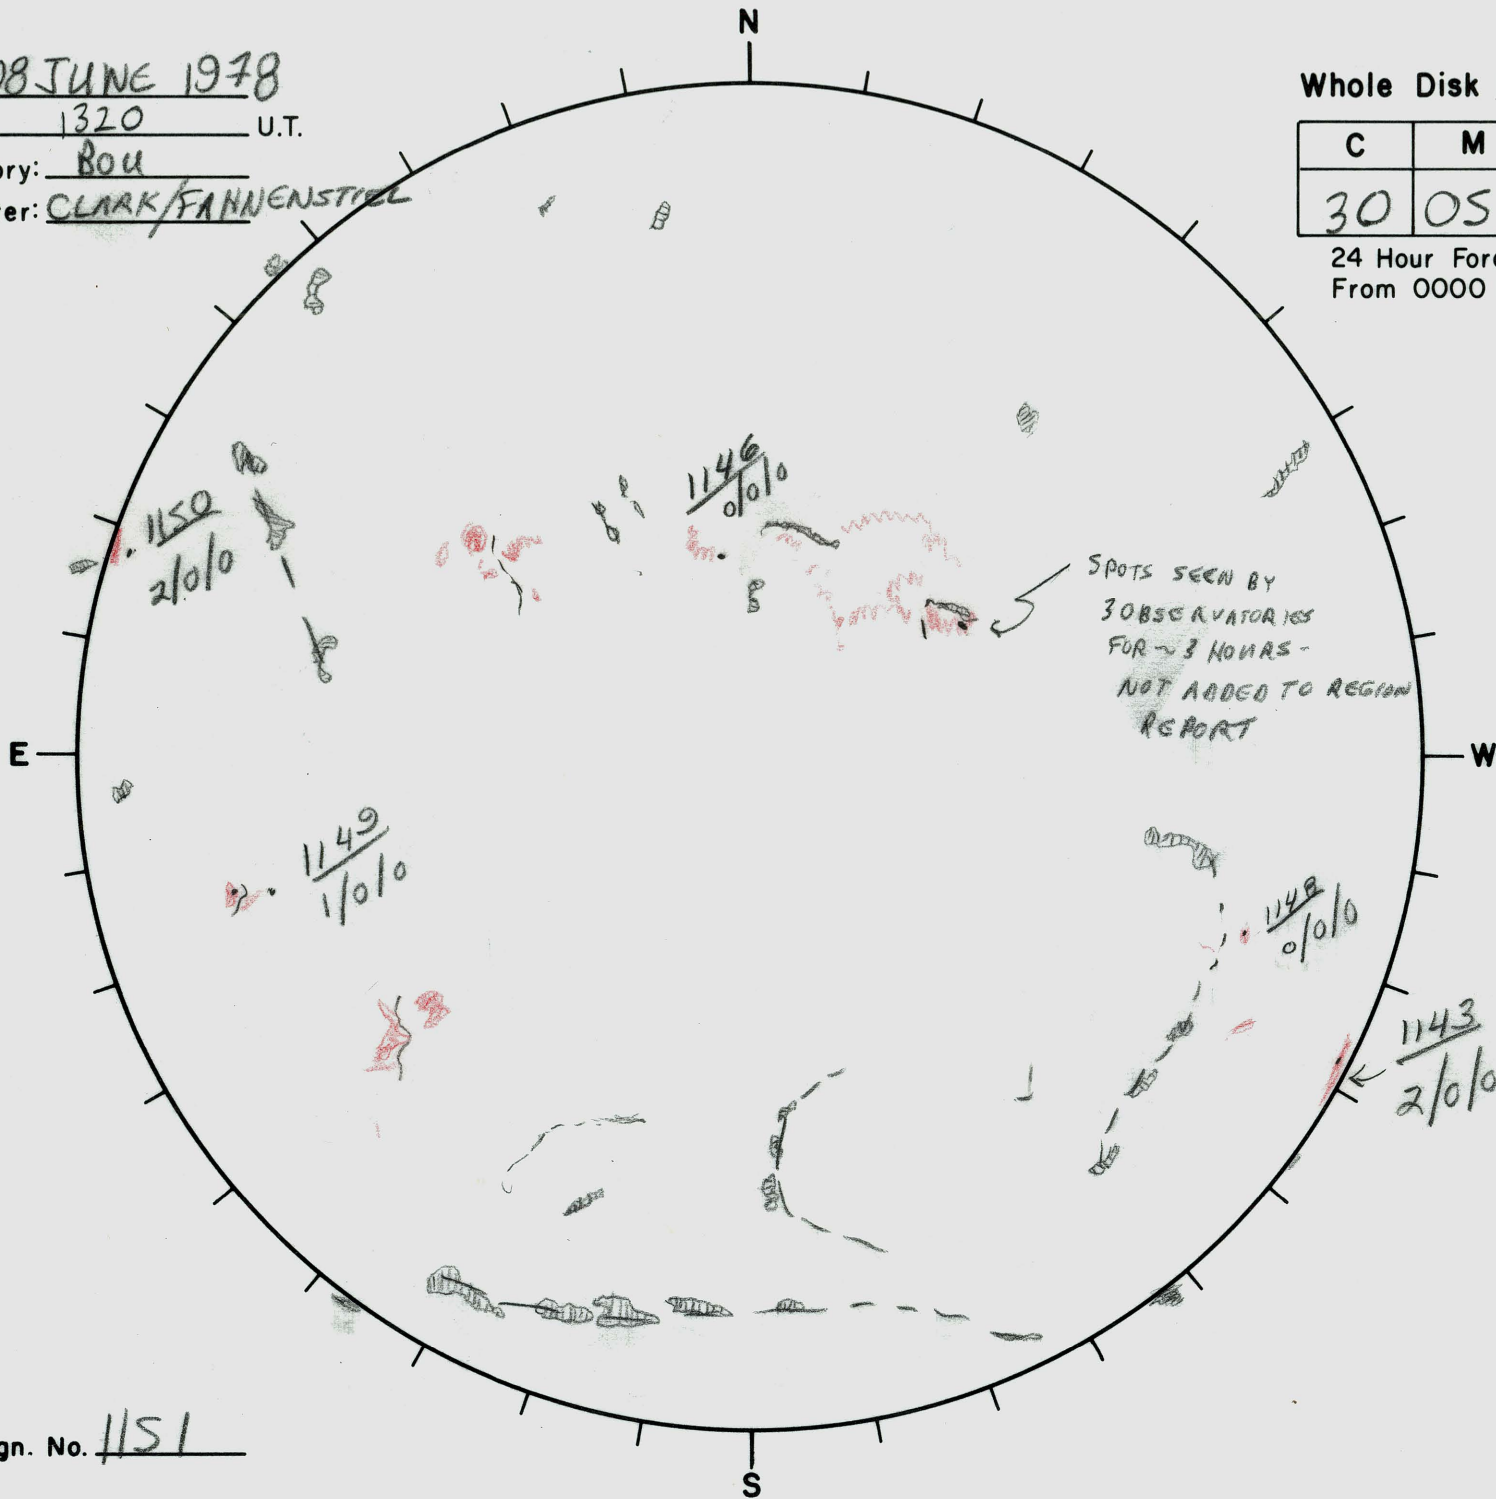 N
08 JUNE 1978
1320 U.T.
ory: BOU
er: CLARK/FANNENSTIEL
Whole Disk
C M
30 05
24 Hour Fore
From 0000
1146
0/0/0
1150
2/0/0
SPOTS SEEN BY
3 OBSERVATORIES
FOR ~ 3 HOURS -
NOT ADDED TO REGION
REPORT
E
W
1149
1/0/0
1148
0/0/0
1143
2/0/0
gn. No. 1151
S